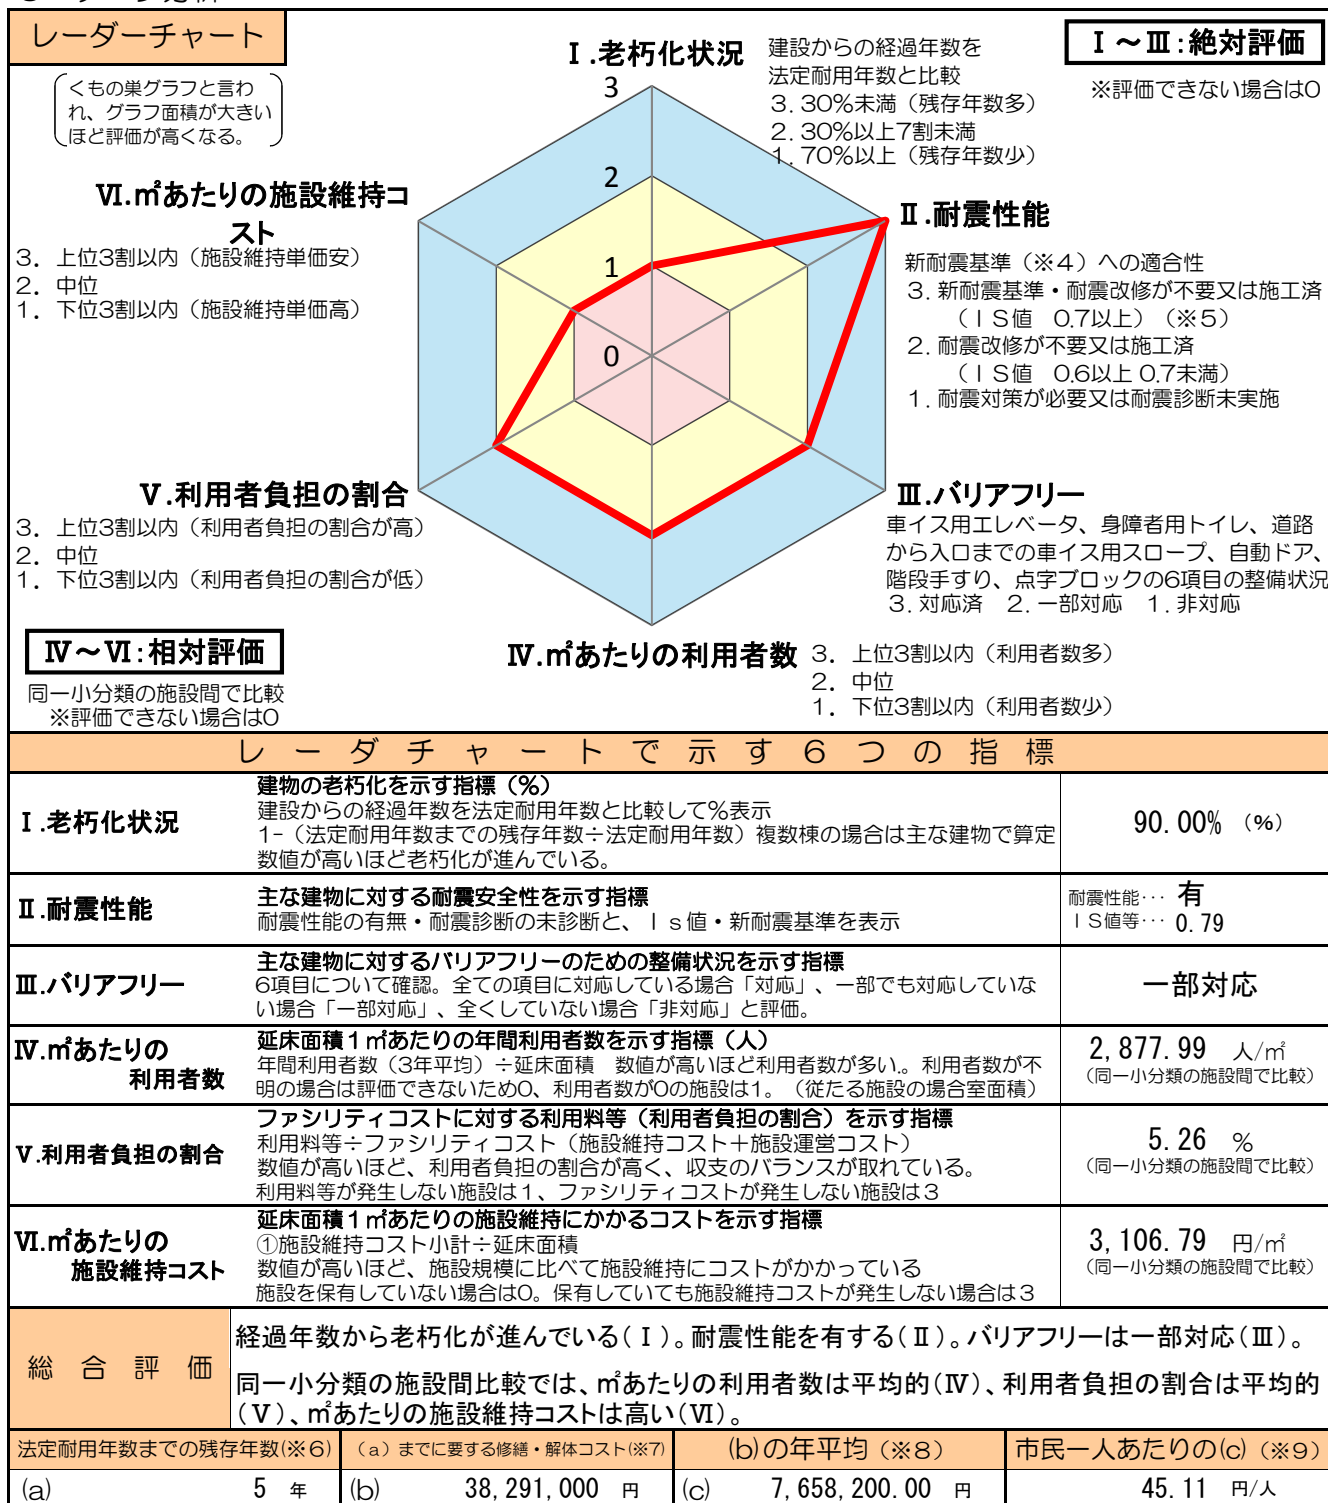 レーダーチャート
くもの巣グラフと言わ
れ、グラフ面積が大きい
ほど評価が高くなる。
Ⅰ.老朽化状況
建設からの経過年数を
法定耐用年数と比較
3.30%未満（残存年数多）
2.30%以上7割未満
1.70%以上（残存年数少）
Ⅰ～Ⅲ:絶対評価
※評価できない場合は0
3
2
1
0
Ⅵ.㎡あたりの施設維持コ
スト
3．上位3割以内（施設維持単価安）
2．中位
1．下位3割以内（施設維持単価高）
Ⅱ.耐震性能
新耐震基準（※4）への適合性
3.新耐震基準・耐震改修が不要又は施工済
（ＩＳ値　0.7以上）（※5）
2.耐震改修が不要又は施工済
（ＩＳ値　0.6以上 0.7未満）
1.耐震対策が必要又は耐震診断未実施
Ⅴ.利用者負担の割合
3．上位3割以内（利用者負担の割合が高）
2．中位
1．下位3割以内（利用者負担の割合が低）
Ⅲ.バリアフリー
車イス用エレベータ、身障者用トイレ、道路
から入口までの車イス用スロープ、自動ドア、
階段手すり、点字ブロックの6項目の整備状況
3.対応済　2.一部対応　1.非対応
Ⅳ～Ⅵ:相対評価
同一小分類の施設間で比較
※評価できない場合は0
Ⅳ.㎡あたりの利用者数
3．上位3割以内（利用者数多）
2．中位
1．下位3割以内（利用者数少）
レーダチャートで示す6つの指標
Ⅰ.老朽化状況
建物の老朽化を示す指標（%）
建設からの経過年数を法定耐用年数と比較して%表示
1-（法定耐用年数までの残存年数÷法定耐用年数）複数棟の場合は主な建物で算定
数値が高いほど老朽化が進んでいる。
90.00%（%）
Ⅱ.耐震性能
主な建物に対する耐震安全性を示す指標
耐震性能の有無・耐震診断の未診断と、Ｉｓ値・新耐震基準を表示
耐震性能… 有
ＩＳ値等… 0.79
Ⅲ.バリアフリー
主な建物に対するバリアフリーのための整備状況を示す指標
6項目について確認。全ての項目に対応している場合「対応」、一部でも対応していな
い場合「一部対応」、全くしていない場合「非対応」と評価。
一部対応
Ⅳ.㎡あたりの
利用者数
延床面積１㎡あたりの年間利用者数を示す指標（人）
年間利用者数（3年平均）÷延床面積　数値が高いほど利用者数が多い。利用者数が不
明の場合は評価できないため0、利用者数が0の施設は1。（従たる施設の場合室面積）
2,877.99　人/㎡
（同一小分類の施設間で比較）
Ⅴ.利用者負担の割合
ファシリティコストに対する利用料等（利用者負担の割合）を示す指標
利用料等÷ファシリティコスト（施設維持コスト＋施設運営コスト）
数値が高いほど、利用者負担の割合が高く、収支のバランスが取れている。
利用料等が発生しない施設は１、ファシリティコストが発生しない施設は３
5.26　%
（同一小分類の施設間で比較）
Ⅵ.㎡あたりの
施設維持コスト
延床面積１㎡あたりの施設維持にかかるコストを示す指標
①施設維持コスト小計÷延床面積
数値が高いほど、施設規模に比べて施設維持にコストがかかっている
施設を保有していない場合は0。保有していても施設維持コストが発生しない場合は３
3,106.79　円/㎡
（同一小分類の施設間で比較）
総合評価
経過年数から老朽化が進んでいる(Ⅰ)。耐震性能を有する(Ⅱ)。バリアフリーは一部対応(Ⅲ)。
同一小分類の施設間比較では、㎡あたりの利用者数は平均的(Ⅳ)、利用者負担の割合は平均的
(Ⅴ)、㎡あたりの施設維持コストは高い(Ⅵ)。
法定耐用年数までの残存年数(※6)
（a）までに要する修繕・解体コスト(※7)
(b)の年平均（※8）
市民一人あたりの(c)（※9）
(a)　5　年
(b)　38,291,000　円
(c)　7,658,200.00　円
45.11　円/人